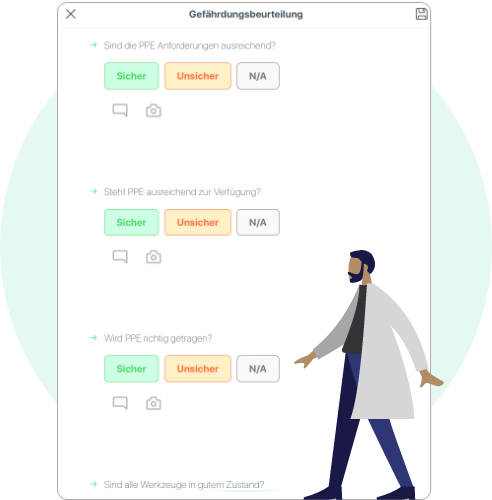 Gefährdungsbeurteilung
Sind die PPE Anforderungen ausreichend?
Sicher Unsicher N/A
Steht PPE ausreichend zur Verfügung?
Sicher Unsicher N/A
Wird PPE richtig getragen?
Sicher Unsicher N/A
Sind alle Werkzeuge in gutem Zustand?